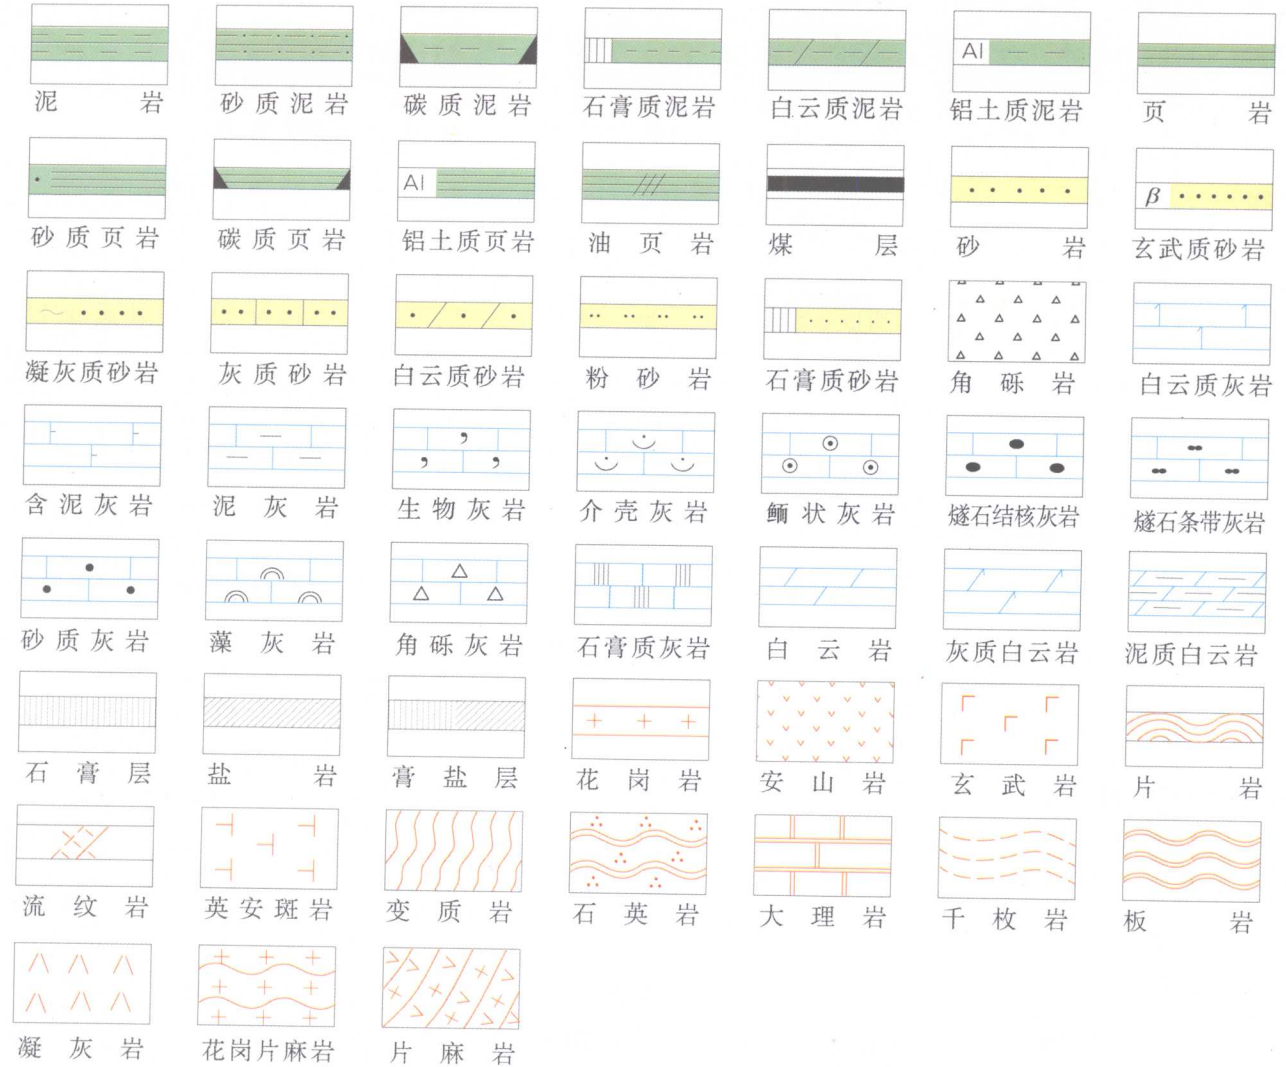 泥岩 砂质泥岩 碳质泥岩 石膏质泥岩 白云质泥岩 Al 铝土质泥岩 页岩
砂质页岩 碳质页岩 Al 铝土质页岩 油页岩 煤层 砂岩 β 玄武质砂岩
凝灰质砂岩 灰质砂岩 白云质砂岩 粉砂岩 石膏质砂岩 角砾岩 白云质灰岩
含泥灰岩 泥灰岩 生物灰岩 介壳灰岩 鲕状灰岩 燧石结核灰岩 燧石条带灰岩
砂质灰岩 藻灰岩 角砾灰岩 石膏质灰岩 白云岩 灰质白云岩 泥质白云岩
石膏层 盐岩 膏盐层 花岗岩 安山岩 玄武岩 片岩
流纹岩 英安斑岩 变质岩 石英岩 大理岩 千枚岩 板岩
凝灰岩 花岗片麻岩 片麻岩